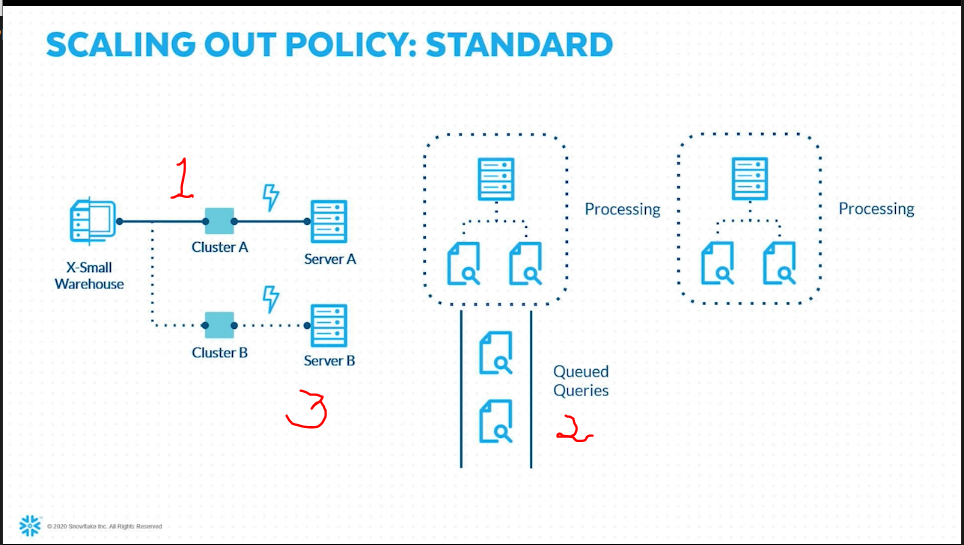 SCALING OUT POLICY: STANDARD
1
X-Small
Warehouse
Cluster A
Server A
Cluster B
Server B
3
Processing
Processing
Queued
Queries
2
© 2020 Snowflake Inc. All Rights Reserved